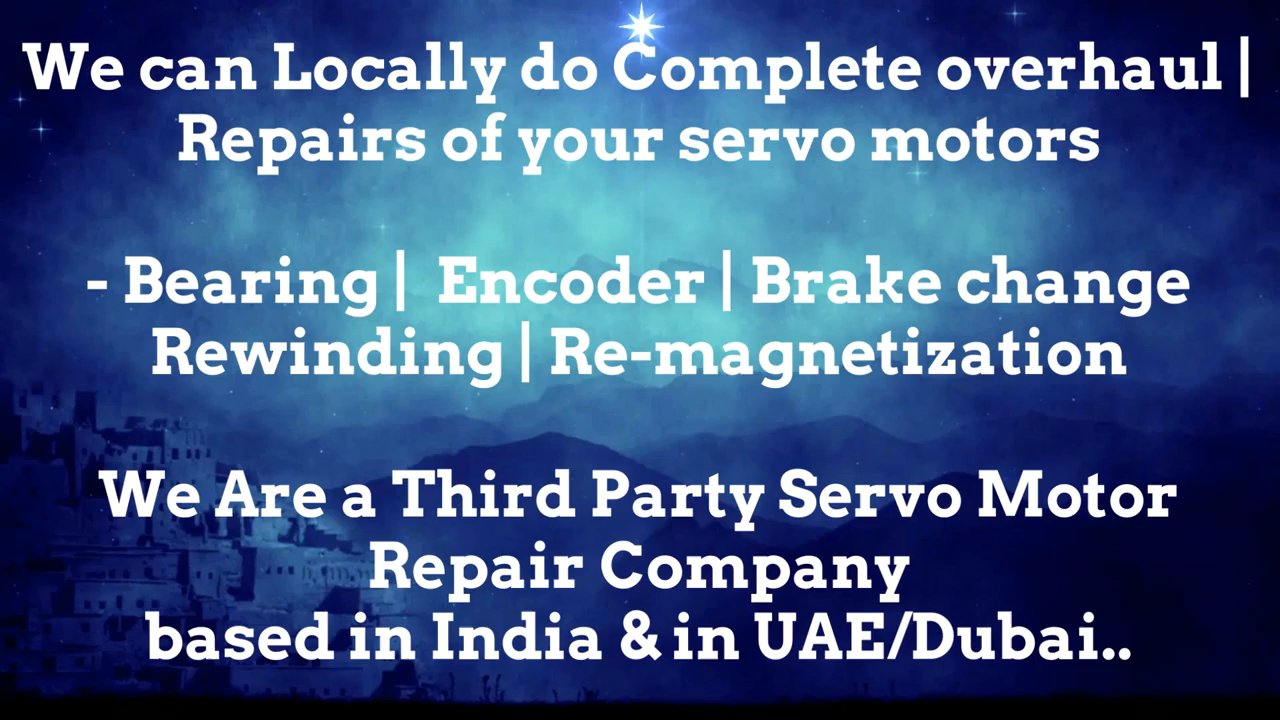 We can Locally do Complete overhaul |
Repairs of your servo motors
- Bearing | Encoder | Brake change
Rewinding | Re-magnetization
We Are a Third Party Servo Motor
Repair Company
based in India & in UAE/Dubai..